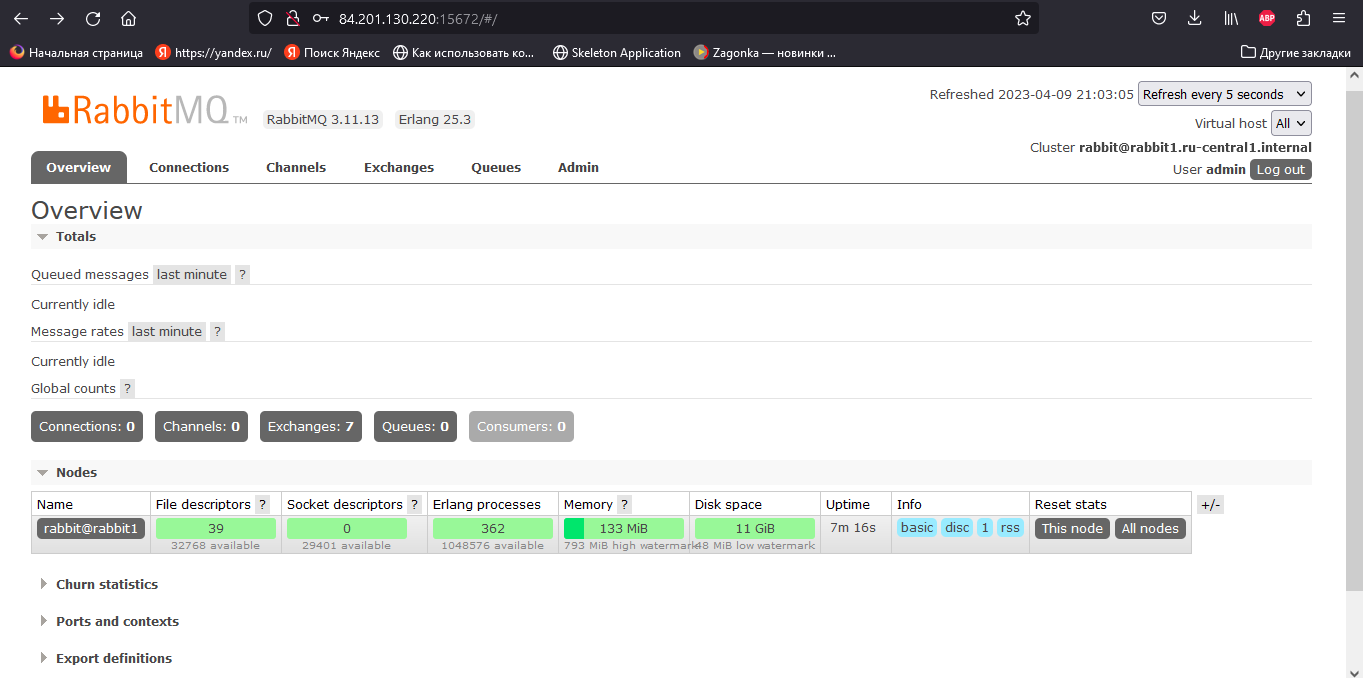 84.201.130.220:15672/#/
Начальная страница https://yandex.ru/ Поиск Яндекс Как использовать ко... Skeleton Application Zagonka — новинки ... Другие закладки
Refreshed 2023-04-09 21:03:05 Refresh every 5 seconds
RabbitMQ TM RabbitMQ 3.11.13 Erlang 25.3
Virtual host All
Cluster rabbit@rabbit1.ru-central1.internal
User admin Log out
Overview Connections Channels Exchanges Queues Admin
Overview
Totals
Queued messages last minute ?
Currently idle
Message rates last minute ?
Currently idle
Global counts ?
Connections: 0 Channels: 0 Exchanges: 7 Queues: 0 Consumers: 0
Nodes
Name File descriptors ? Socket descriptors ? Erlang processes Memory ? Disk space Uptime Info Reset stats +/-
rabbit@rabbit1 39 0 362 133 MiB 11 GiB 7m 16s basic disc 1 rss This node All nodes
32768 available 29401 available 1048576 available 793 MiB high watermark 48 MiB low watermark
Churn statistics
Ports and contexts
Export definitions
ABP